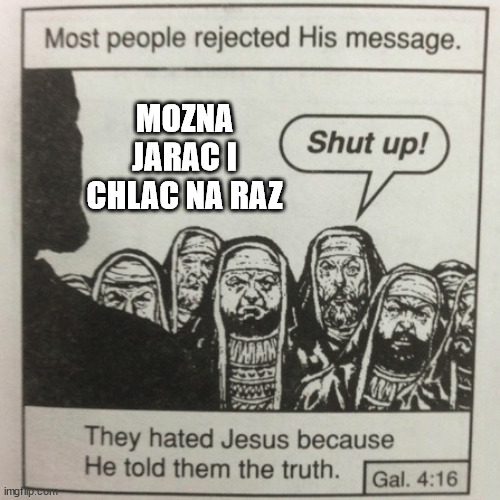 Most people rejected His message.
MOZNA
JARAC I
CHLAC NA RAZ
Shut up!
They hated Jesus because
He told them the truth.
Gal. 4:16
imgflip.com